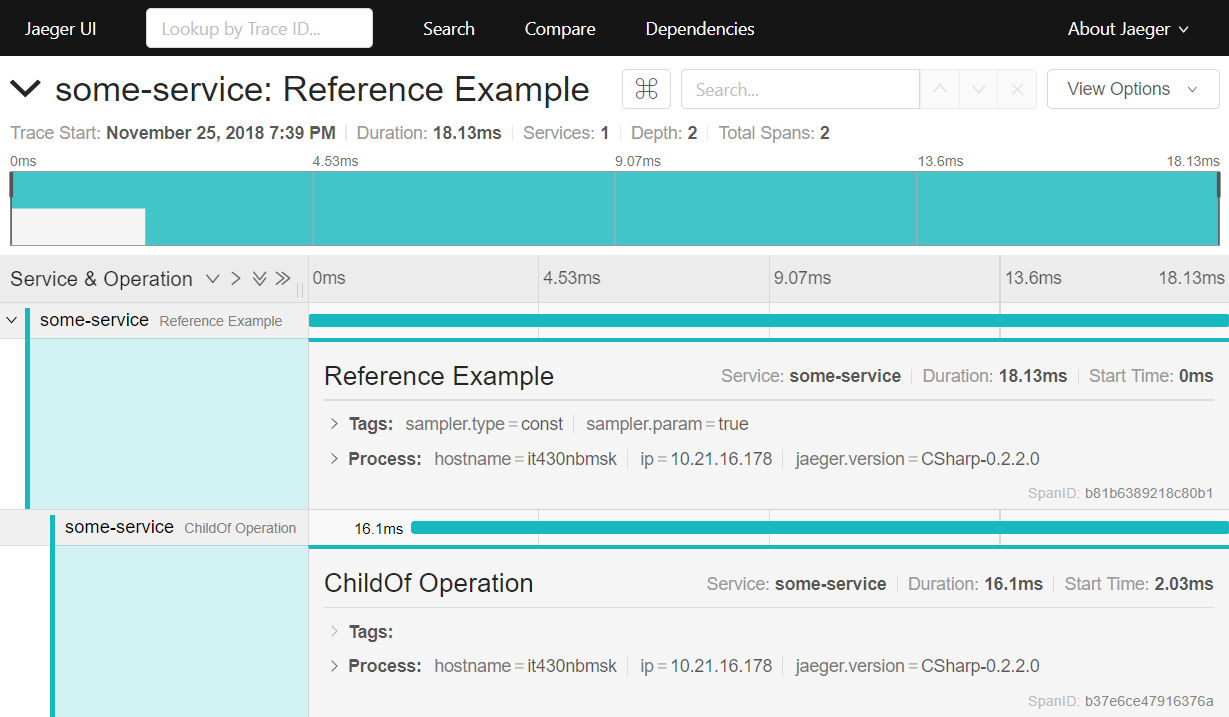 Jaeger UI Lookup by Trace ID... Search Compare Dependencies About Jaeger
some-service: Reference Example ⌘ Search... View Options
Trace Start: November 25, 2018 7:39 PM Duration: 18.13ms Services: 1 Depth: 2 Total Spans: 2
0ms 4.53ms 9.07ms 13.6ms 18.13ms
Service & Operation 0ms 4.53ms 9.07ms 13.6ms 18.13ms
some-service Reference Example
Reference Example Service: some-service Duration: 18.13ms Start Time: 0ms
Tags: sampler.type = const sampler.param = true
Process: hostname = it430nbmsk ip = 10.21.16.178 jaeger.version = CSharp-0.2.2.0
SpanID: b81b6389218c80b1
some-service ChildOf Operation 16.1ms
ChildOf Operation Service: some-service Duration: 16.1ms Start Time: 2.03ms
Tags:
Process: hostname = it430nbmsk ip = 10.21.16.178 jaeger.version = CSharp-0.2.2.0
SpanID: b37e6ce47916376a